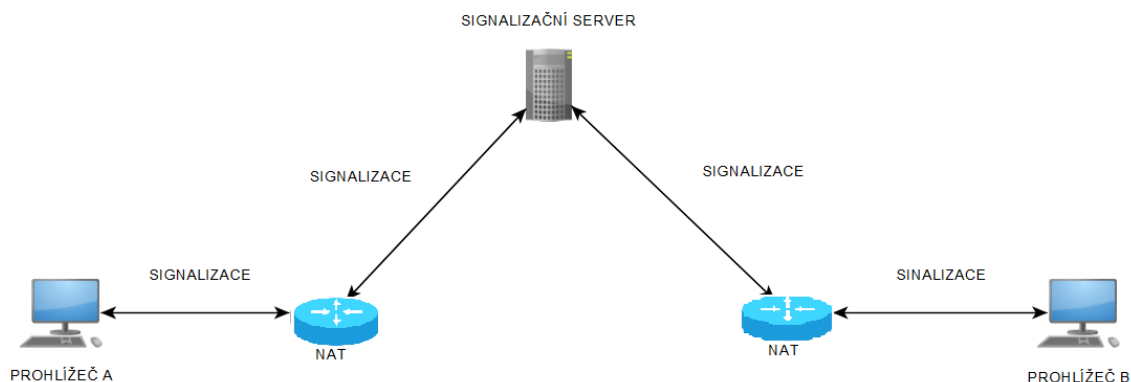 SIGNALIZAČNÍ SERVER
SIGNALIZACE
SIGNALIZACE
SIGNALIZACE
SINALIZACE
NAT
NAT
PROHLÍŽEČ A
PROHLÍŽEČ B